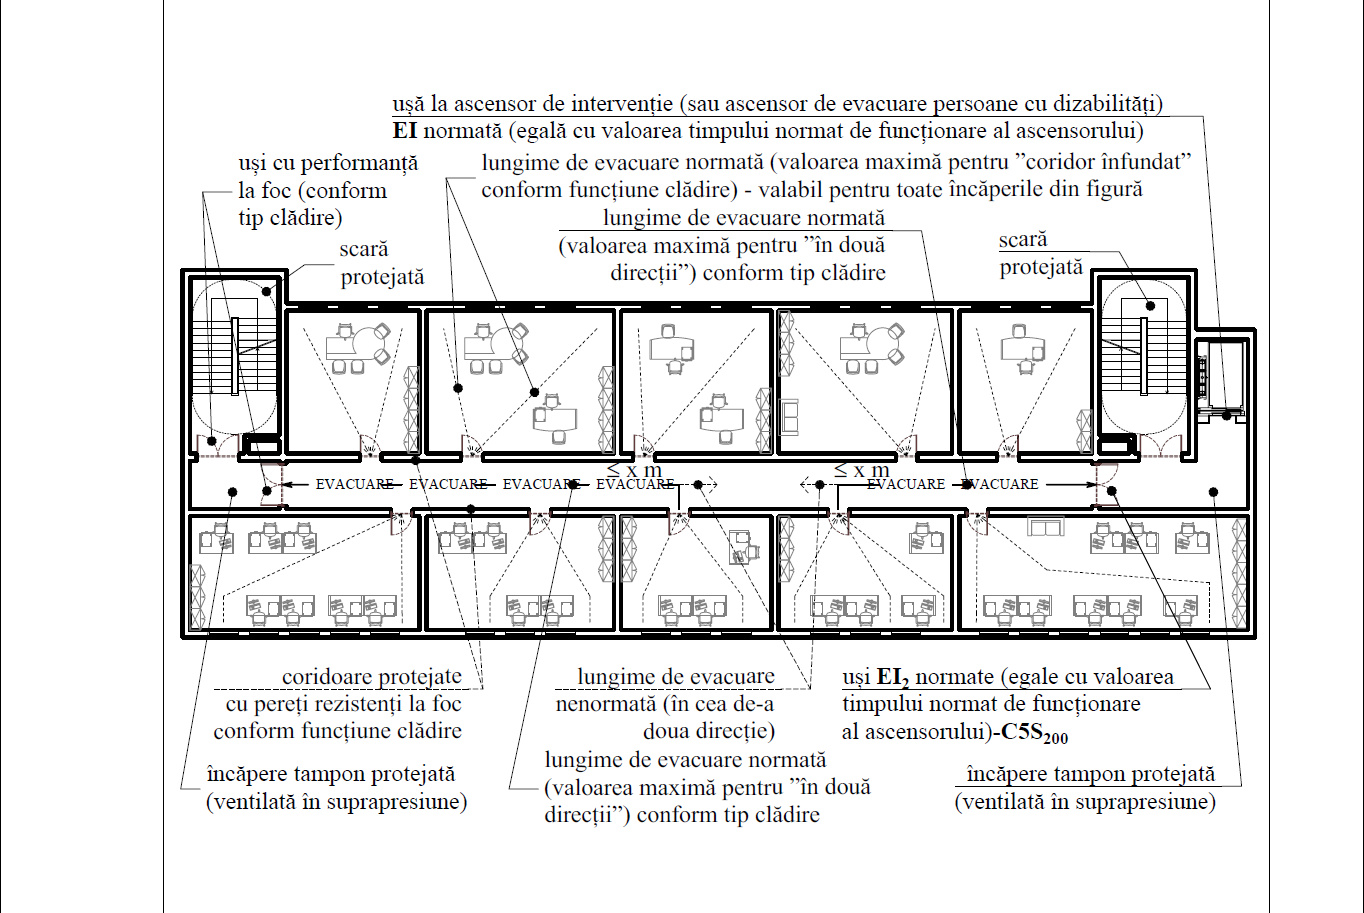 ușă la ascensor de intervenție (sau ascensor de evacuare persoane cu dizabilități)
EI normată (egală cu valoarea timpului normat de funcționare al ascensorului)
uși cu performanță
la foc (conform
tip clădire)
lungime de evacuare normată (valoarea maximă pentru ”coridor înfundat”
conform funcțiune clădire) - valabil pentru toate încăperile din figură
lungime de evacuare normată
(valoarea maximă pentru ”în două
direcții”) conform tip clădire
scară
protejată
scară
protejată
≤ x m
≤ x m
EVACUARE EVACUARE EVACUARE EVACUARE EVACUARE EVACUARE
coridoare protejate
cu pereți rezistenți la foc
conform funcțiune clădire
lungime de evacuare
nenormată (în cea de-a
doua direcție)
uși EI2 normate (egale cu valoarea
timpului normat de funcționare
al ascensorului)-C5S200
lungime de evacuare normată
(valoarea maximă pentru ”în două
direcții”) conform tip clădire
încăpere tampon protejată
(ventilată în suprapresiune)
încăpere tampon protejată
(ventilată în suprapresiune)